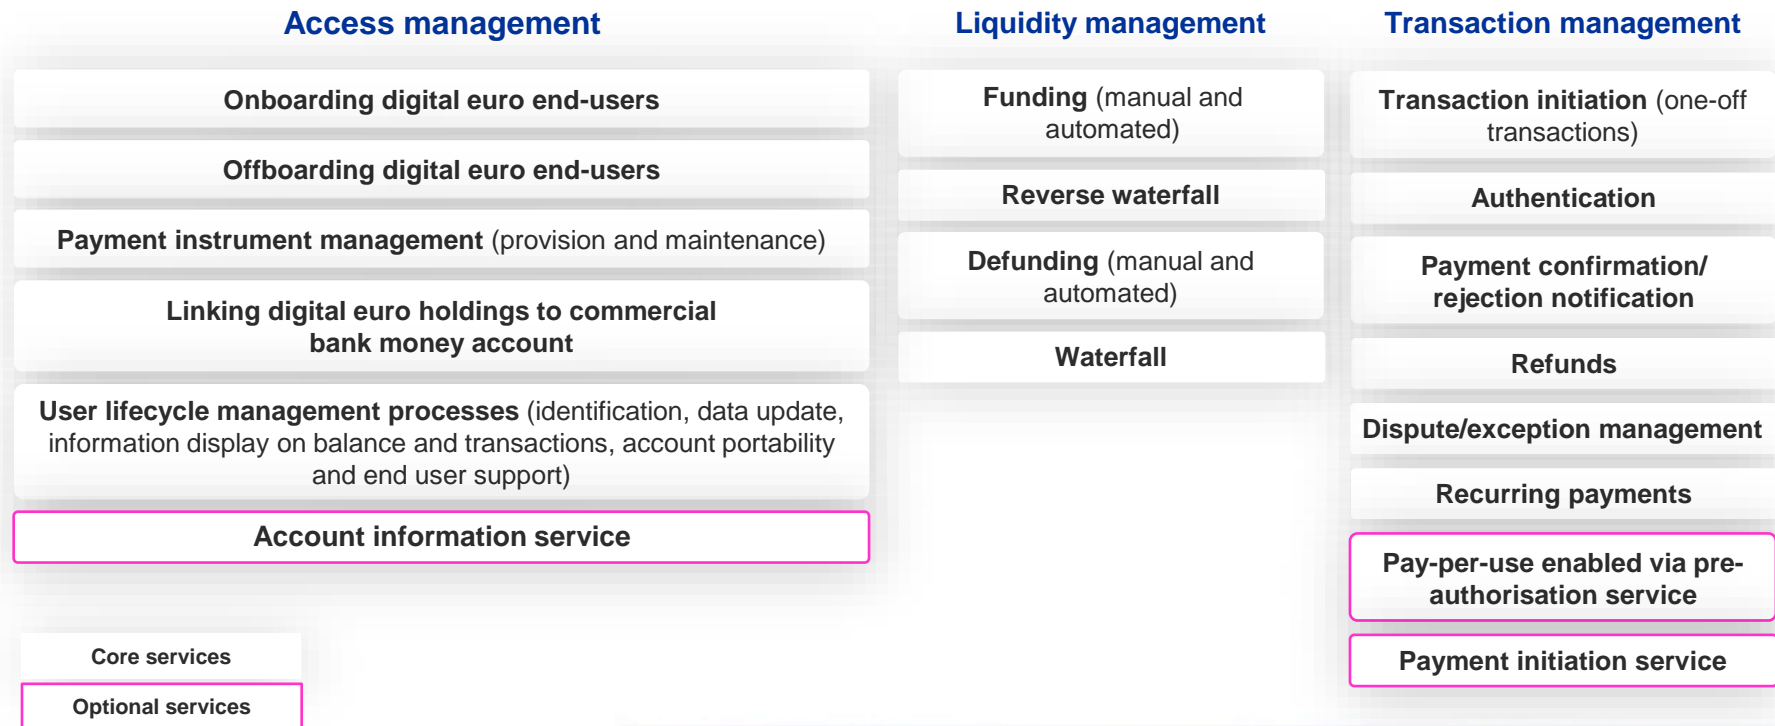 Access management
Onboarding digital euro end-users
Offboarding digital euro end-users
Payment instrument management (provision and maintenance)
Linking digital euro holdings to commercial
bank money account
User lifecycle management processes (identification, data update,
information display on balance and transactions, account portability
and end user support)
Account information service
Core services
Optional services
Liquidity management
Funding (manual and
automated)
Reverse waterfall
Defunding (manual and
automated)
Waterfall
Transaction management
Transaction initiation (one-off
transactions)
Authentication
Payment confirmation/
rejection notification
Refunds
Dispute/exception management
Recurring payments
Pay-per-use enabled via pre-
authorisation service
Payment initiation service